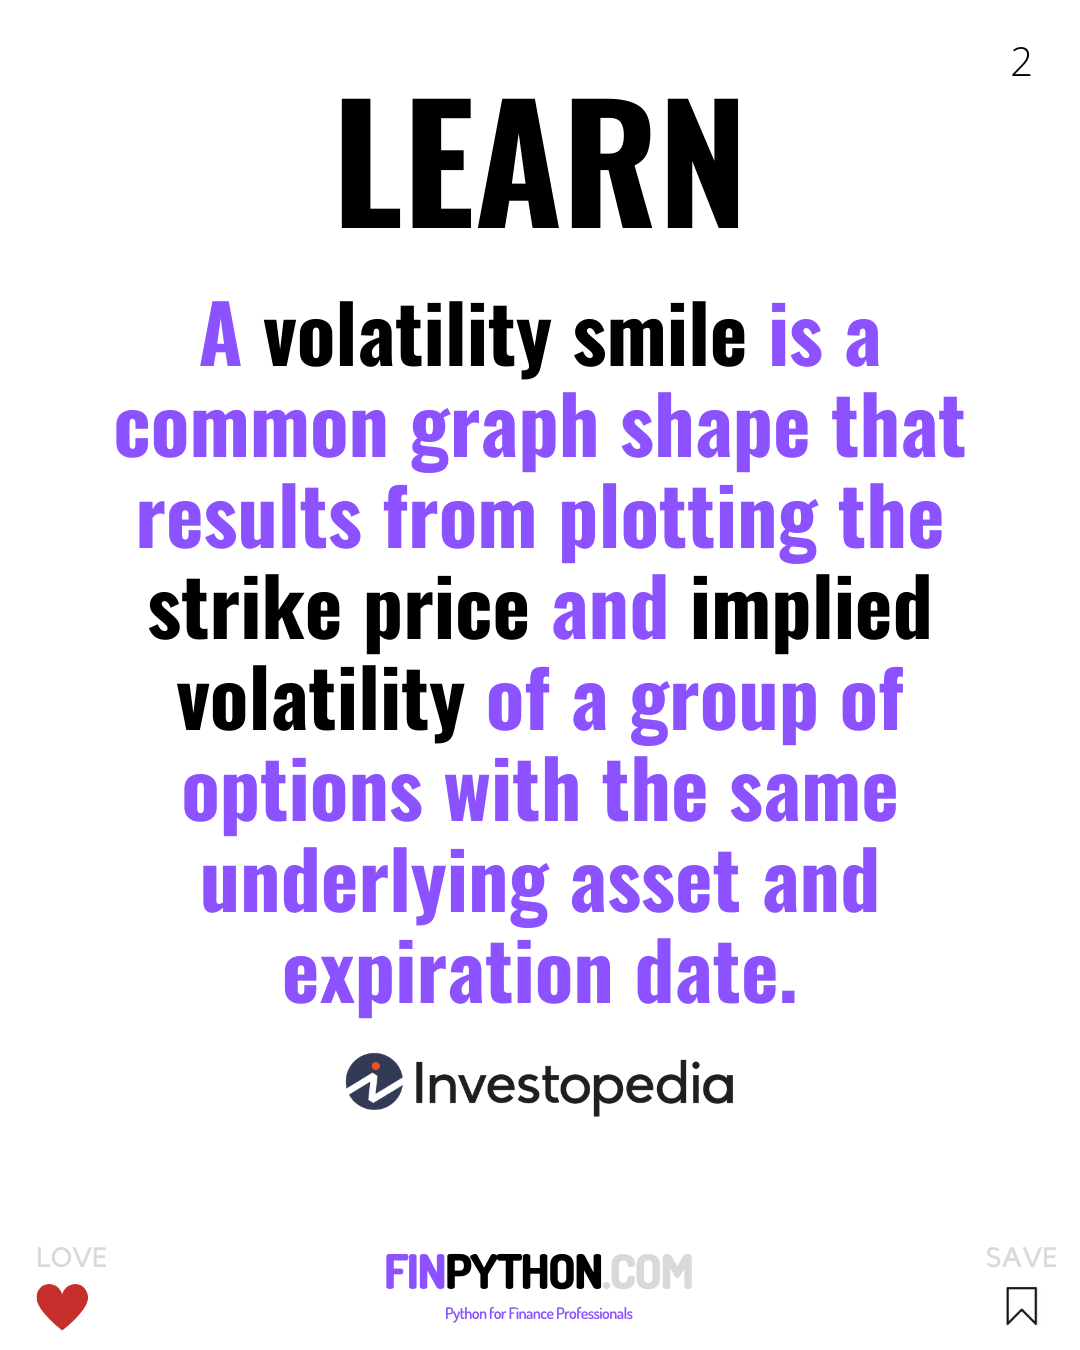 2
LEARN
A volatility smile is a
common graph shape that
results from plotting the
strike price and implied
volatility of a group of
options with the same
underlying asset and
expiration date.
Investopedia
LOVE
FINPYTHON.COM
SAVE
Python for Finance Professionals